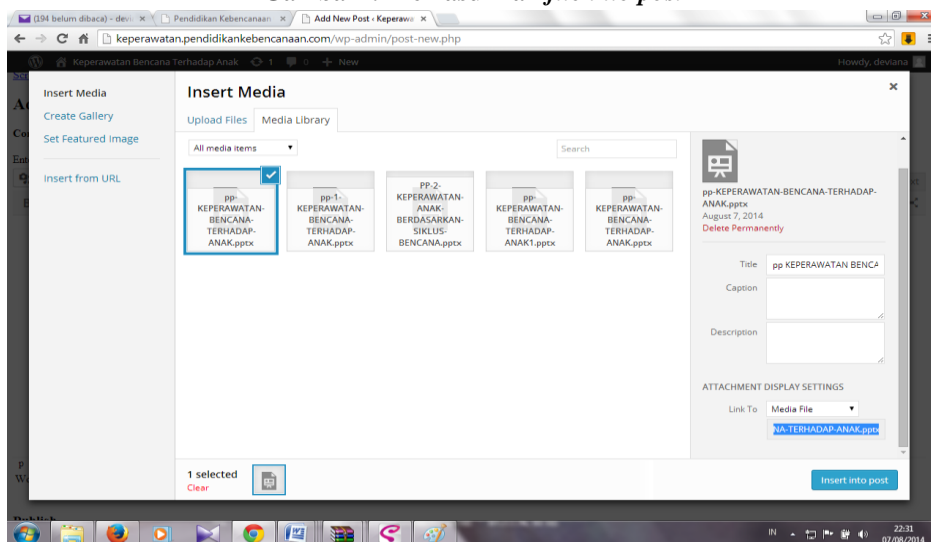 (194 belum dibaca) - devi
Pendidikan Kebencanaan
Add New Post ‹ Keperawa
keperawatan.pendidikankebencanaan.com/wp-admin/post-new.php
Keperawatan Bencana Terhadap Anak 1 0 + New
Howdy, deviana
Insert Media
Create Gallery
Set Featured Image
Insert from URL
Insert Media
Upload Files Media Library
All media items
Search
pp-
KEPERAWATAN-
BENCANA-
TERHADAP-
ANAK.pptx
pp-1-
KEPERAWATAN-
BENCANA-
TERHADAP-
ANAK.pptx
PP-2-
KEPERAWATAN-
ANAK-
BERDASARKAN-
SIKLUS-
BENCANA.pptx
pp-
KEPERAWATAN-
BENCANA-
TERHADAP-
ANAK1.pptx
pp-
KEPERAWATAN-
BENCANA-
TERHADAP-
ANAK.pptx
pp-KEPERAWATAN-BENCANA-TERHADAP-
ANAK.pptx
August 7, 2014
Delete Permanently
Title pp KEPERAWATAN BENCA
Caption
Description
ATTACHMENT DISPLAY SETTINGS
Link To Media File
NA-TERHADAP-ANAK.pptx
1 selected
Clear
Insert into post
IN
22:31
07/08/2014